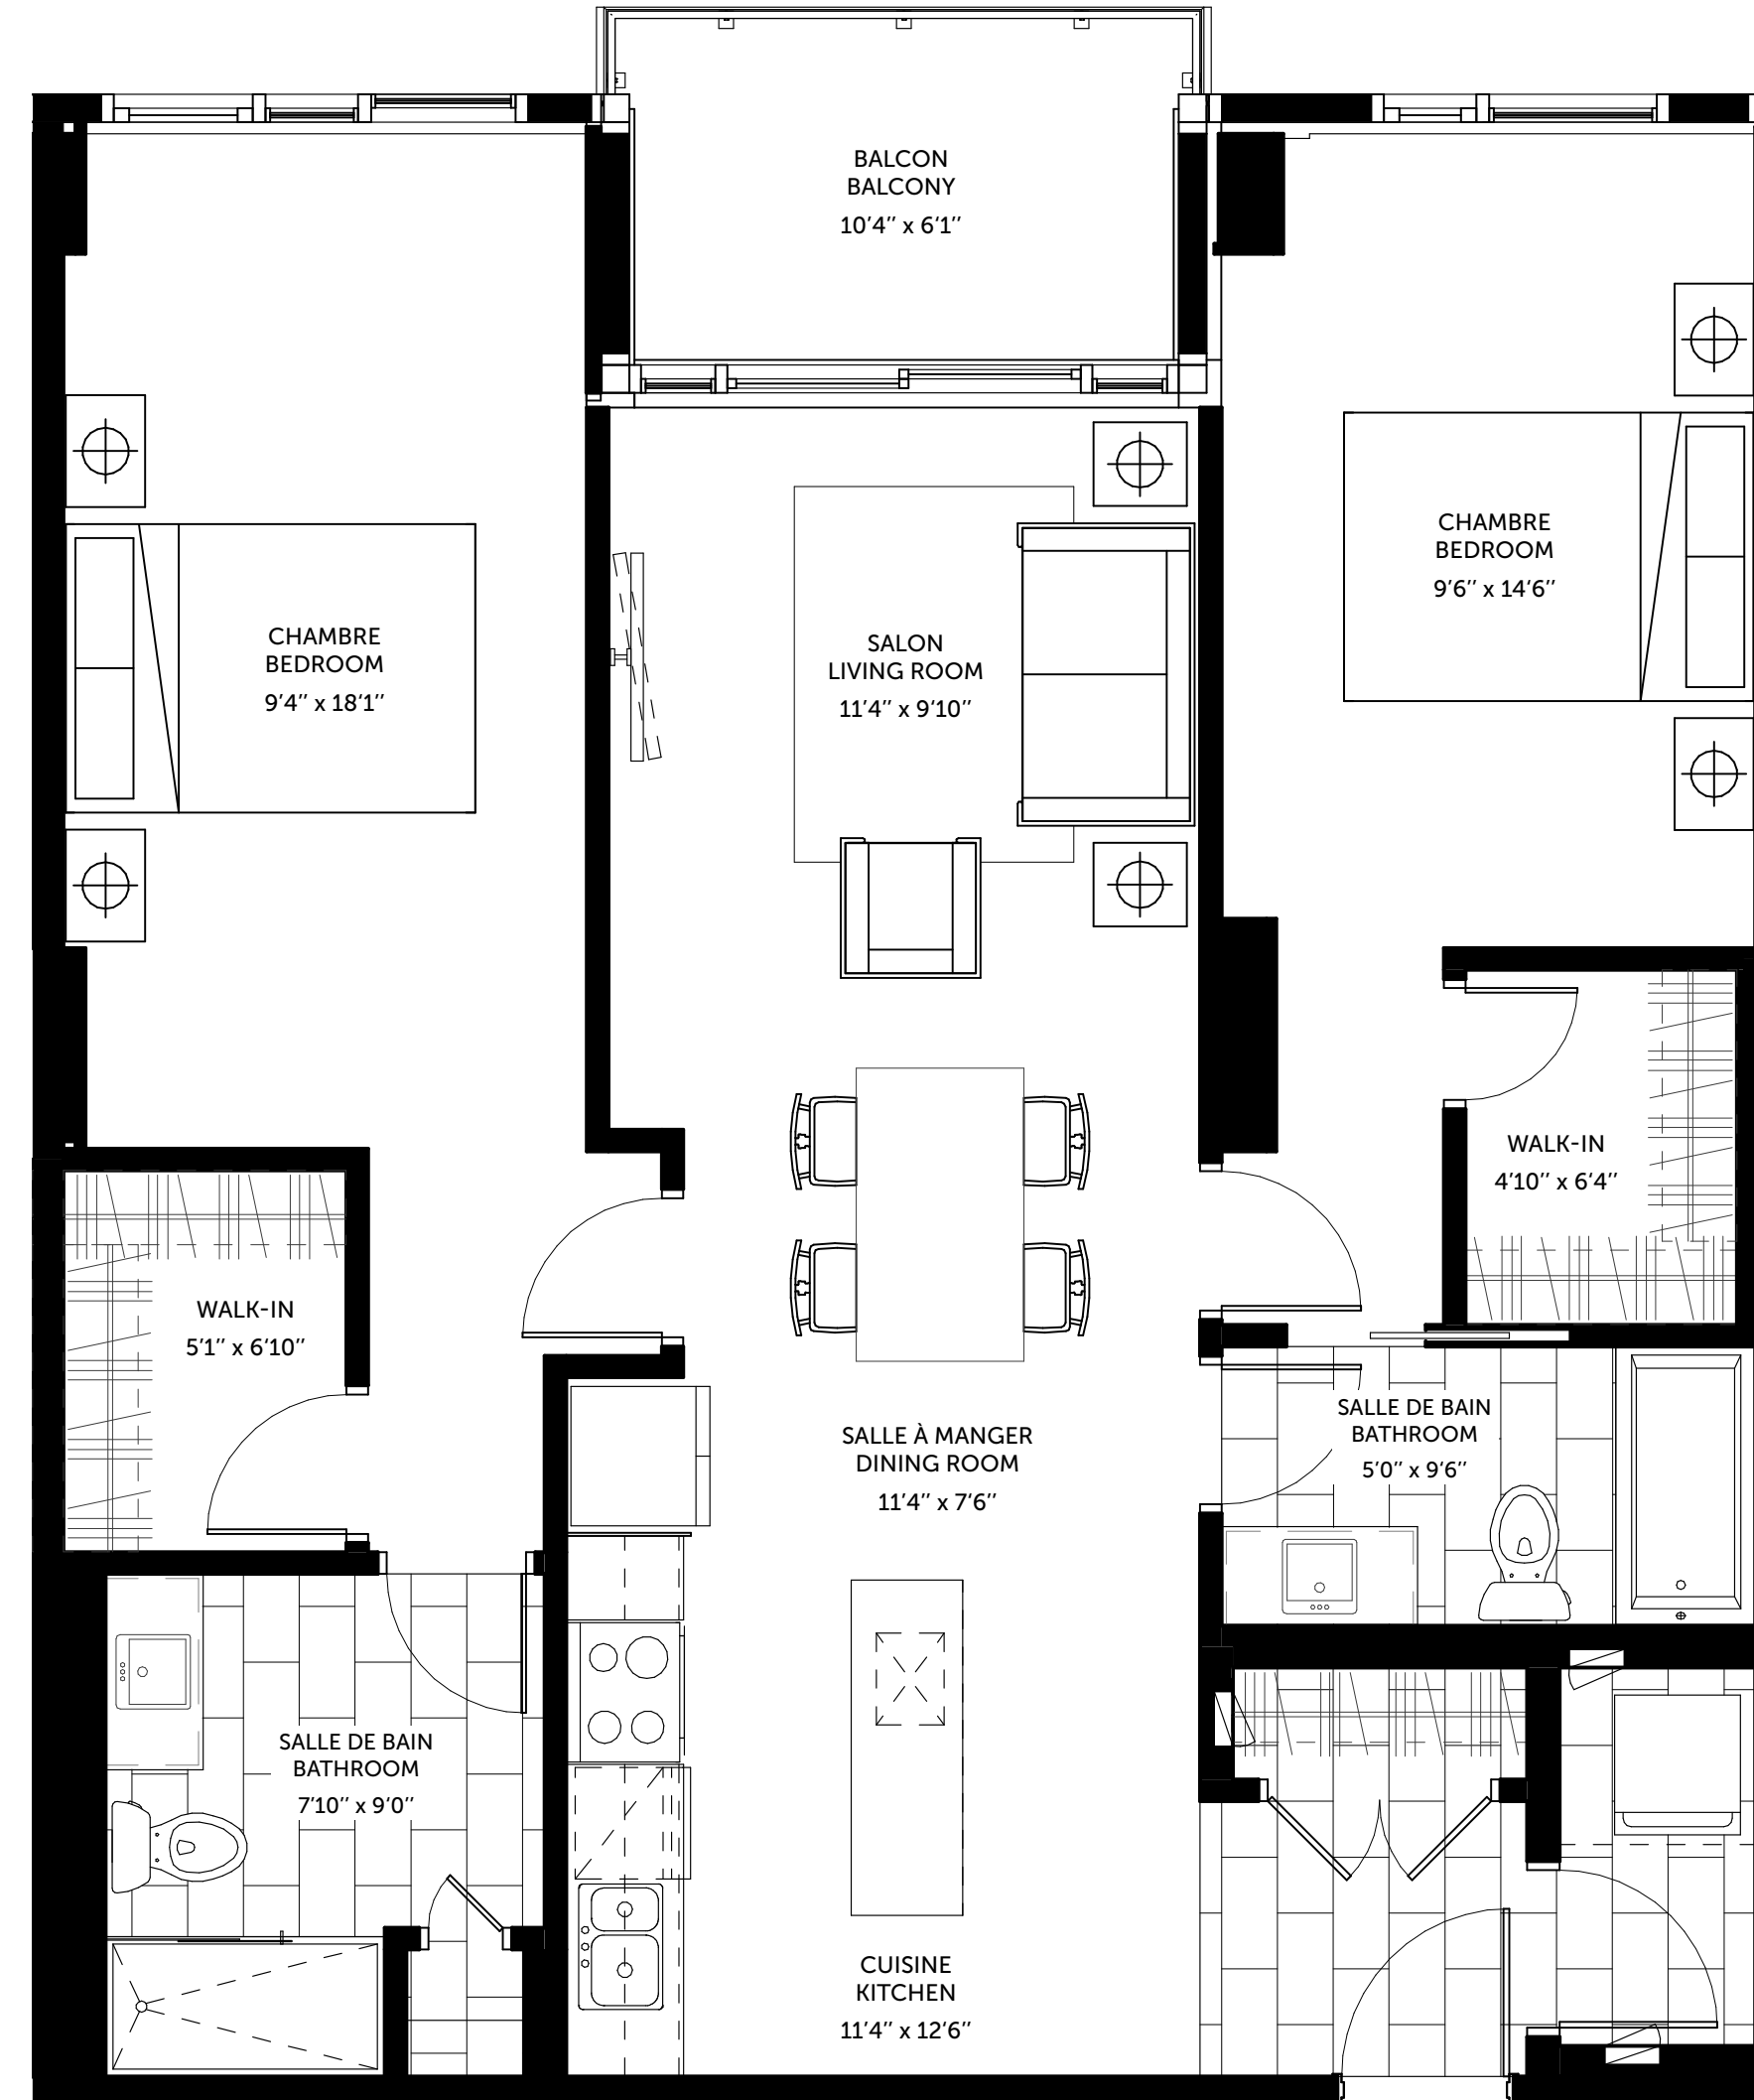 BALCON
BALCONY
10'4'' x 6'1''
CHAMBRE
BEDROOM
9'6'' x 14'6''
CHAMBRE
BEDROOM
9'4'' x 18'1''
SALON
LIVING ROOM
11'4'' x 9'10''
WALK-IN
4'10'' x 6'4''
WALK-IN
5'1'' x 6'10''
SALLE À MANGER
DINING ROOM
11'4'' x 7'6''
SALLE DE BAIN
BATHROOM
5'0'' x 9'6''
SALLE DE BAIN
BATHROOM
7'10'' x 9'0''
CUISINE
KITCHEN
11'4'' x 12'6''